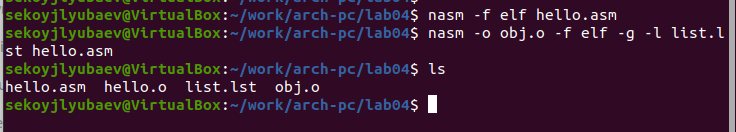 sekoyjlyubaev@VirtualBox:~/work/arch-pc/lab04$ nasm -f elf hello.asm
sekoyjlyubaev@VirtualBox:~/work/arch-pc/lab04$ nasm -o obj.o -f elf -g -l list.l
st hello.asm
sekoyjlyubaev@VirtualBox:~/work/arch-pc/lab04$ ls
hello.asm  hello.o  list.lst  obj.o
sekoyjlyubaev@VirtualBox:~/work/arch-pc/lab04$